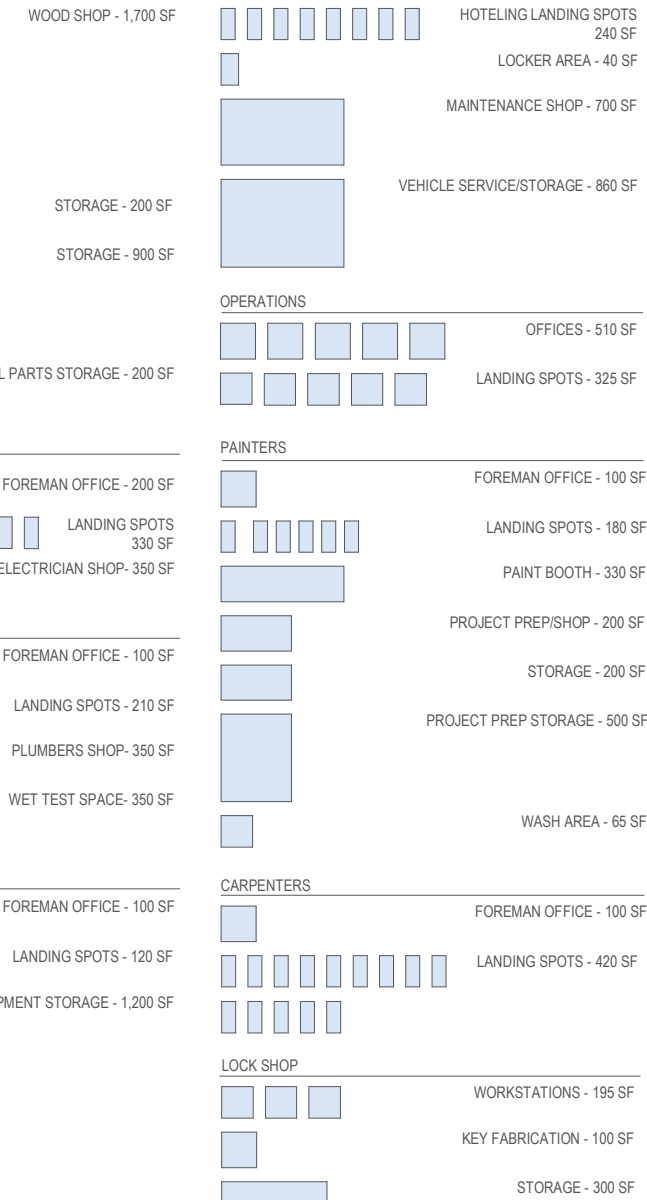 WOOD SHOP - 1,700 SF
STORAGE - 200 SF
STORAGE - 900 SF
PARTS STORAGE - 200 SF
FOREMAN OFFICE - 200 SF
LANDING SPOTS
330 SF
ELECTRICIAN SHOP- 350 SF
FOREMAN OFFICE - 100 SF
LANDING SPOTS - 210 SF
PLUMBERS SHOP- 350 SF
WET TEST SPACE- 350 SF
FOREMAN OFFICE - 100 SF
LANDING SPOTS - 120 SF
STORAGE - 1,200 SF
HOTELING LANDING SPOTS
240 SF
LOCKER AREA - 40 SF
MAINTENANCE SHOP - 700 SF
VEHICLE SERVICE/STORAGE - 860 SF
OPERATIONS
OFFICES - 510 SF
LANDING SPOTS - 325 SF
PAINTERS
FOREMAN OFFICE - 100 SF
LANDING SPOTS - 180 SF
PAINT BOOTH - 330 SF
PROJECT PREP/SHOP - 200 SF
STORAGE - 200 SF
PROJECT PREP STORAGE - 500 SF
WASH AREA - 65 SF
CARPENTERS
FOREMAN OFFICE - 100 SF
LANDING SPOTS - 420 SF
LOCK SHOP
WORKSTATIONS - 195 SF
KEY FABRICATION - 100 SF
STORAGE - 300 SF